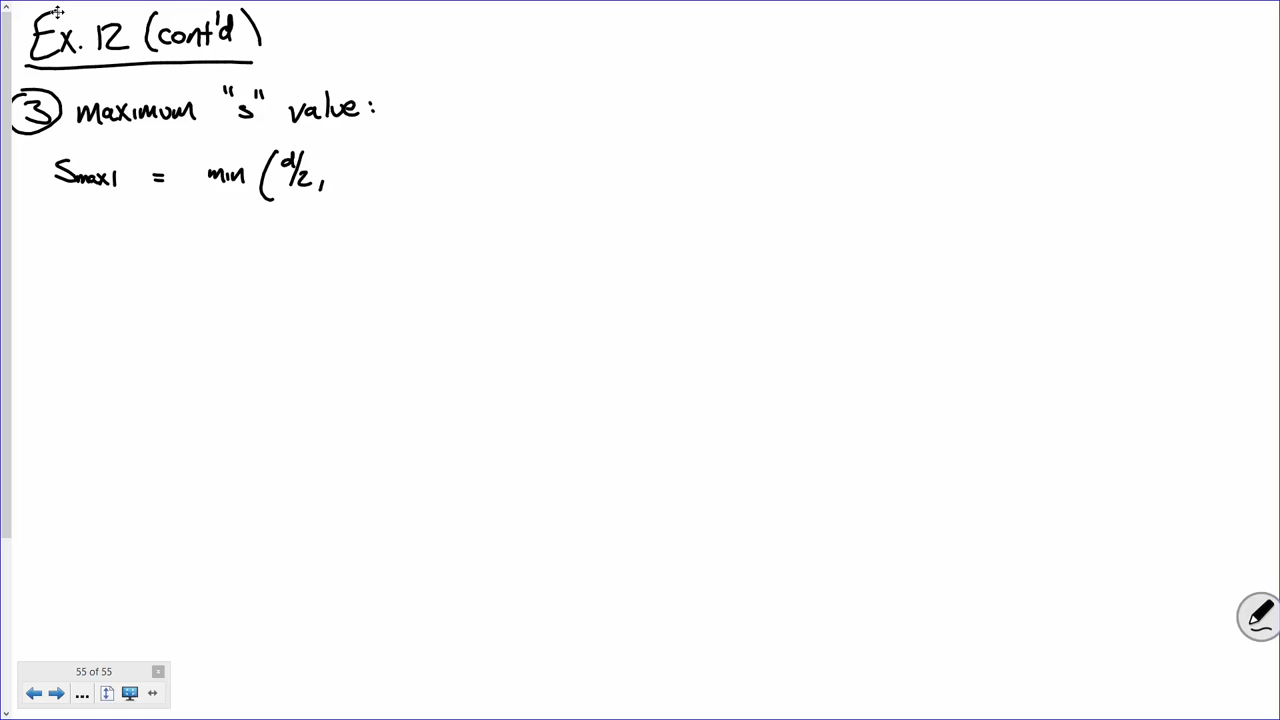 Ex. 12 (cont'd)
③ maximum "s" value:
Smax1 = min (d/2,
55 of 55
...